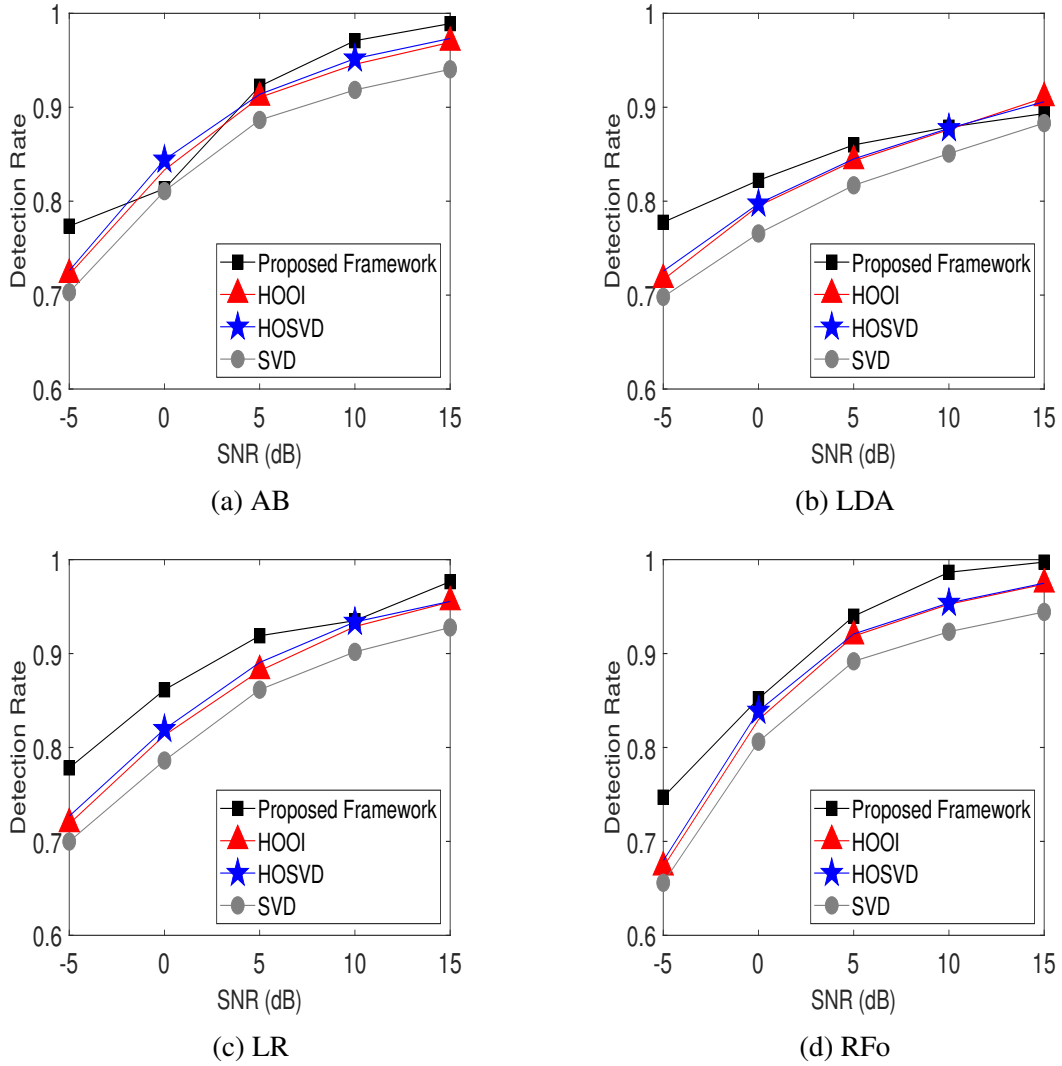 1
0.9
0.8
0.7
0.6
Detection Rate
-5 0 5 10 15
SNR (dB)
Proposed Framework
HOOI
HOSVD
SVD
(a) AB
1
0.9
0.8
0.7
0.6
Detection Rate
-5 0 5 10 15
SNR (dB)
Proposed Framework
HOOI
HOSVD
SVD
(b) LDA
1
0.9
0.8
0.7
0.6
Detection Rate
-5 0 5 10 15
SNR (dB)
Proposed Framework
HOOI
HOSVD
SVD
(c) LR
1
0.9
0.8
0.7
0.6
Detection Rate
-5 0 5 10 15
SNR (dB)
Proposed Framework
HOOI
HOSVD
SVD
(d) RFo